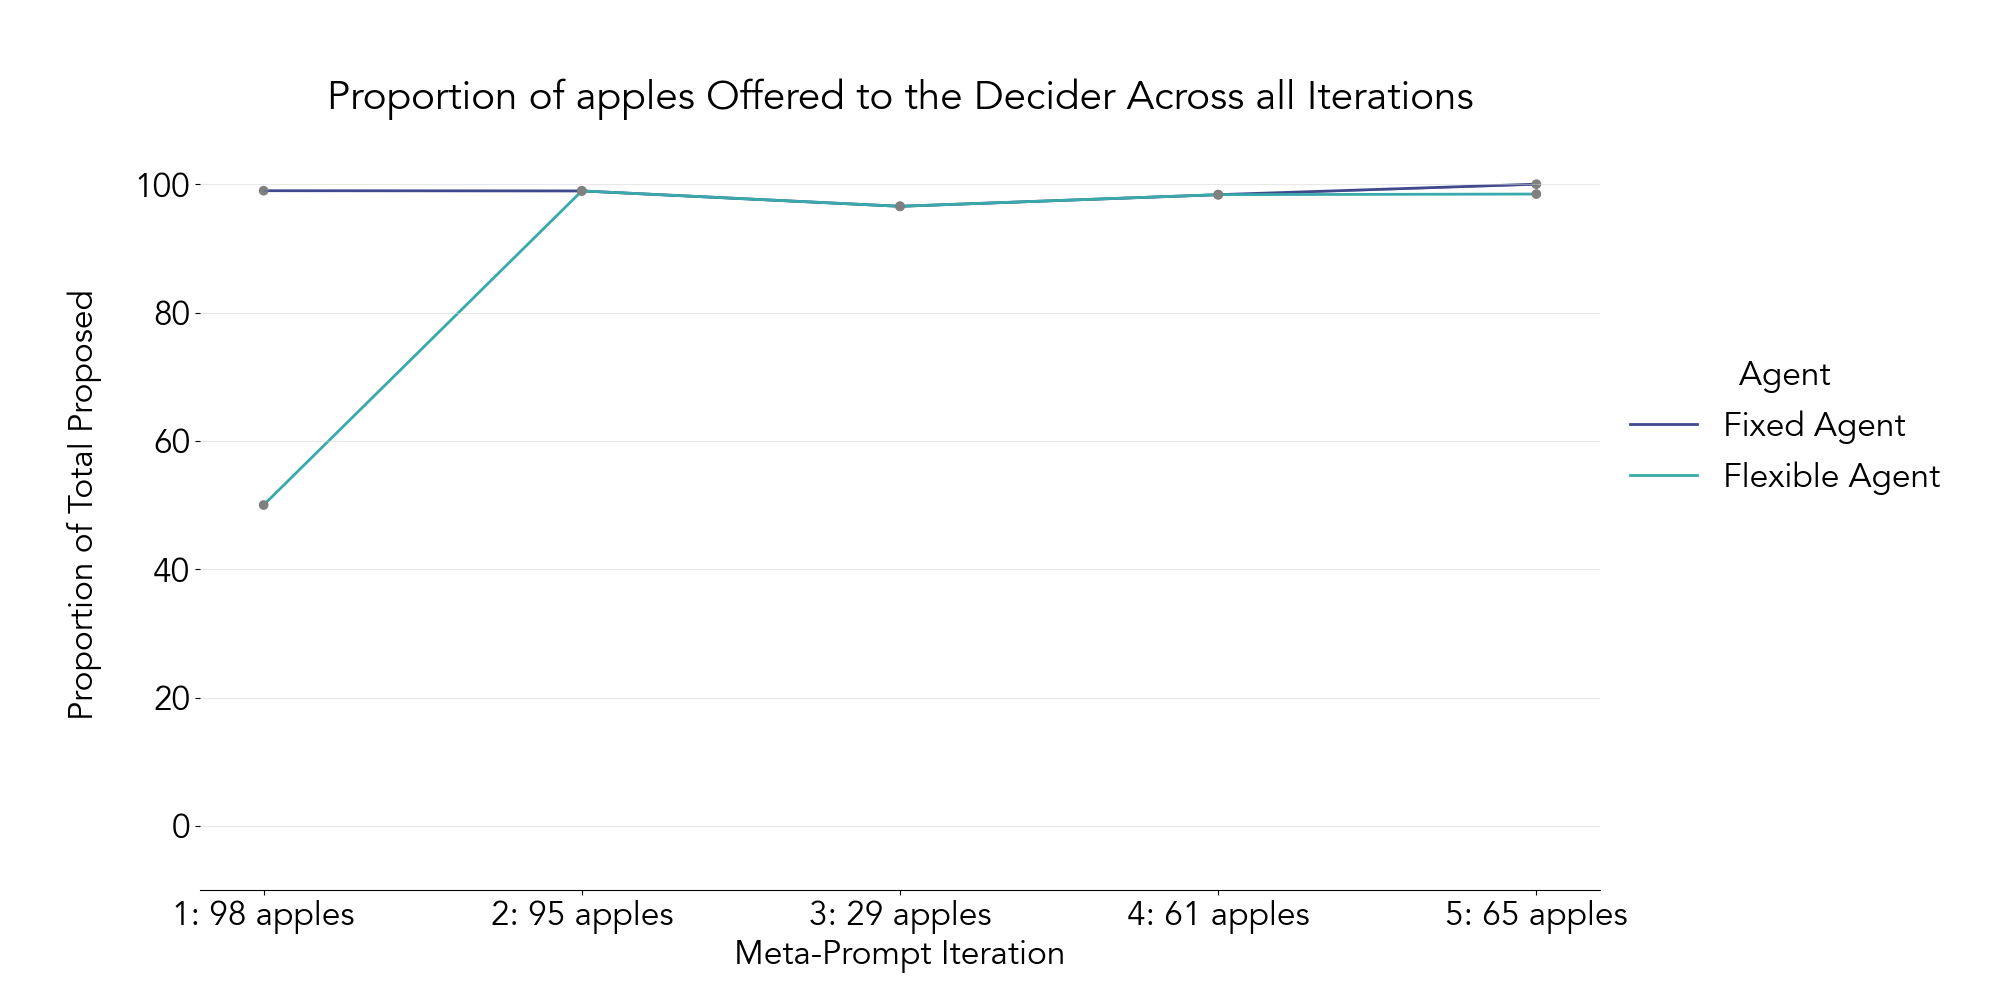 Proportion of apples Offered to the Decider Across all Iterations
Proportion of Total Proposed
100
80
60
40
20
0
1: 98 apples
2: 95 apples
3: 29 apples
4: 61 apples
5: 65 apples
Meta-Prompt Iteration
Agent
Fixed Agent
Flexible Agent